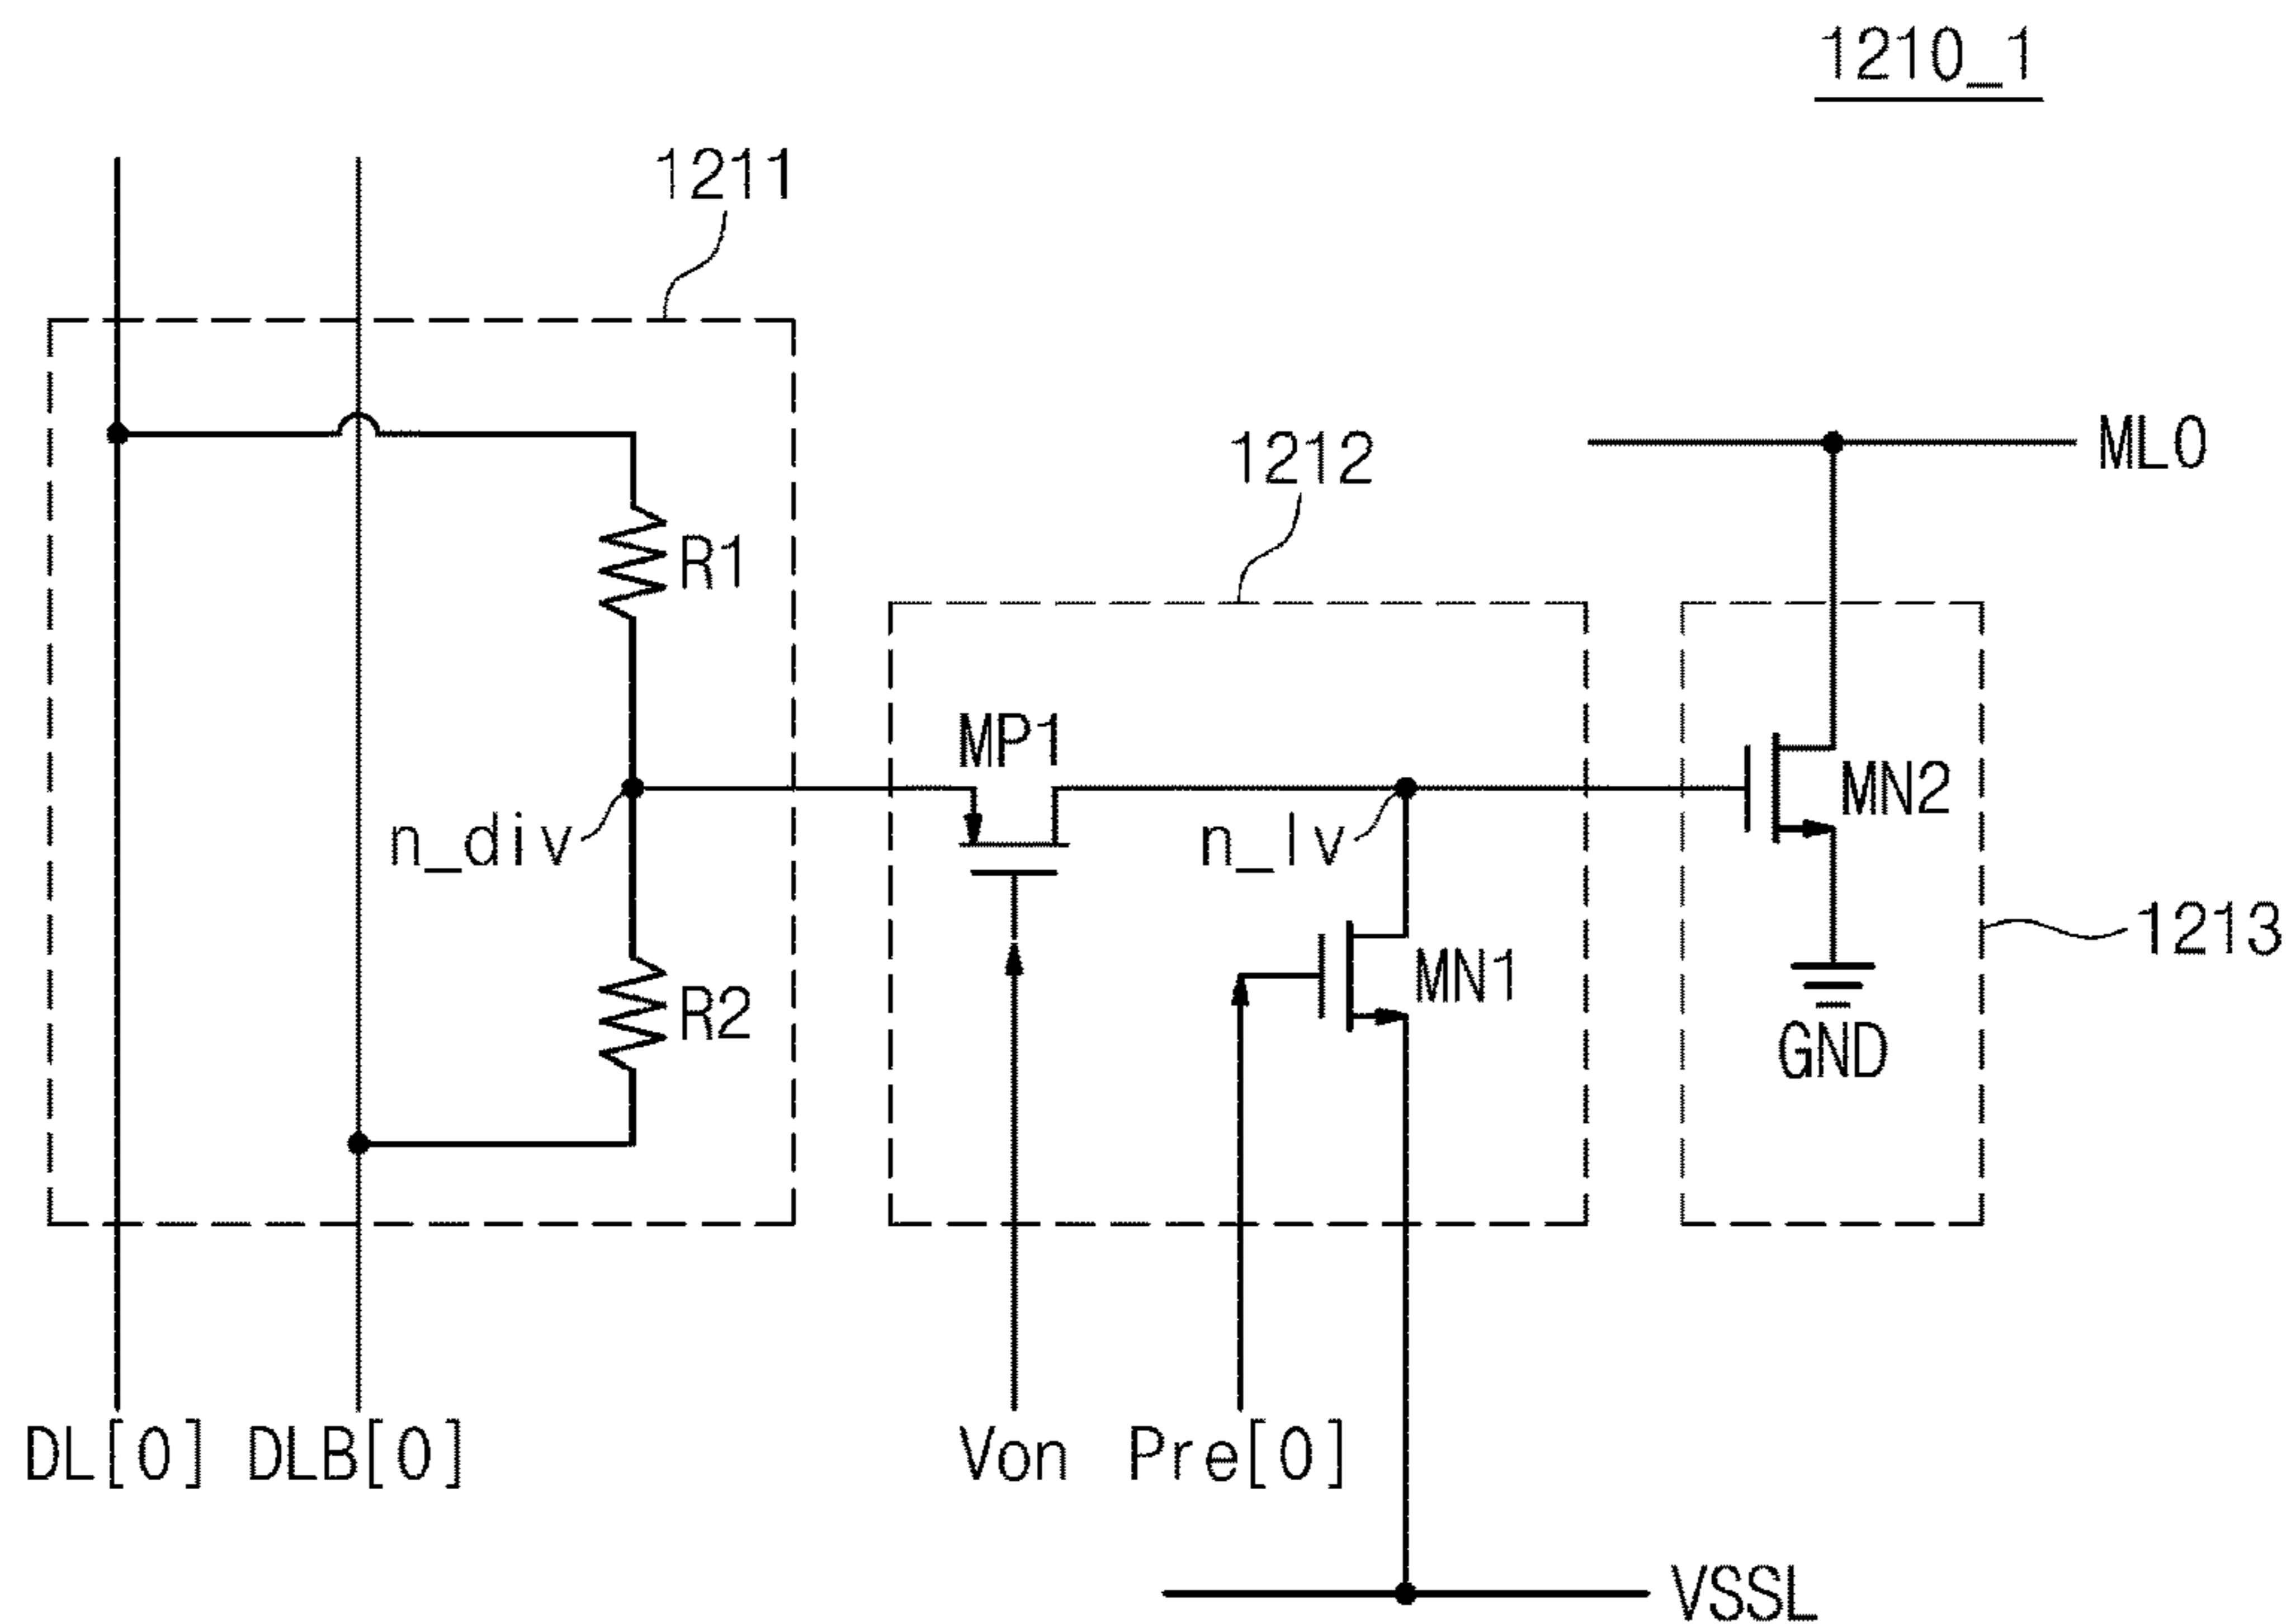 1210_1
1211
1212
ML0
R1
MP1
MN2
n_div
n_lv
1213
R2
MN1
GND
DL[0]
DLB[0]
Von
Pre[0]
VSSL